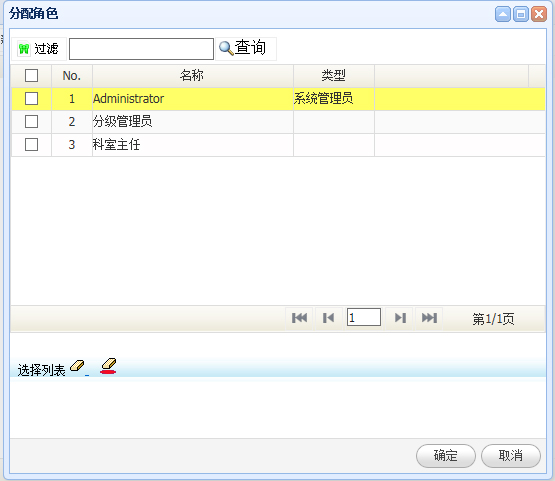 分配角色
过滤 查询
No. 名称 类型
1 Administrator 系统管理员
2 分级管理员
3 科室主任
1 第1/1页
选择列表
确定 取消